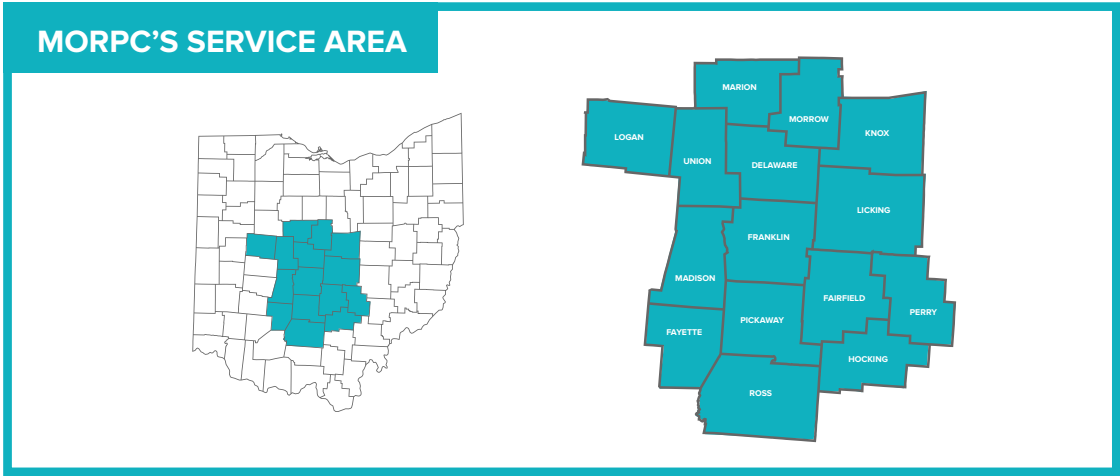 MORPC'S SERVICE AREA
MARION
MORROW
LOGAN
KNOX
UNION
DELAWARE
LICKING
FRANKLIN
MADISON
FAIRFIELD
PERRY
PICKAWAY
FAYETTE
HOCKING
ROSS